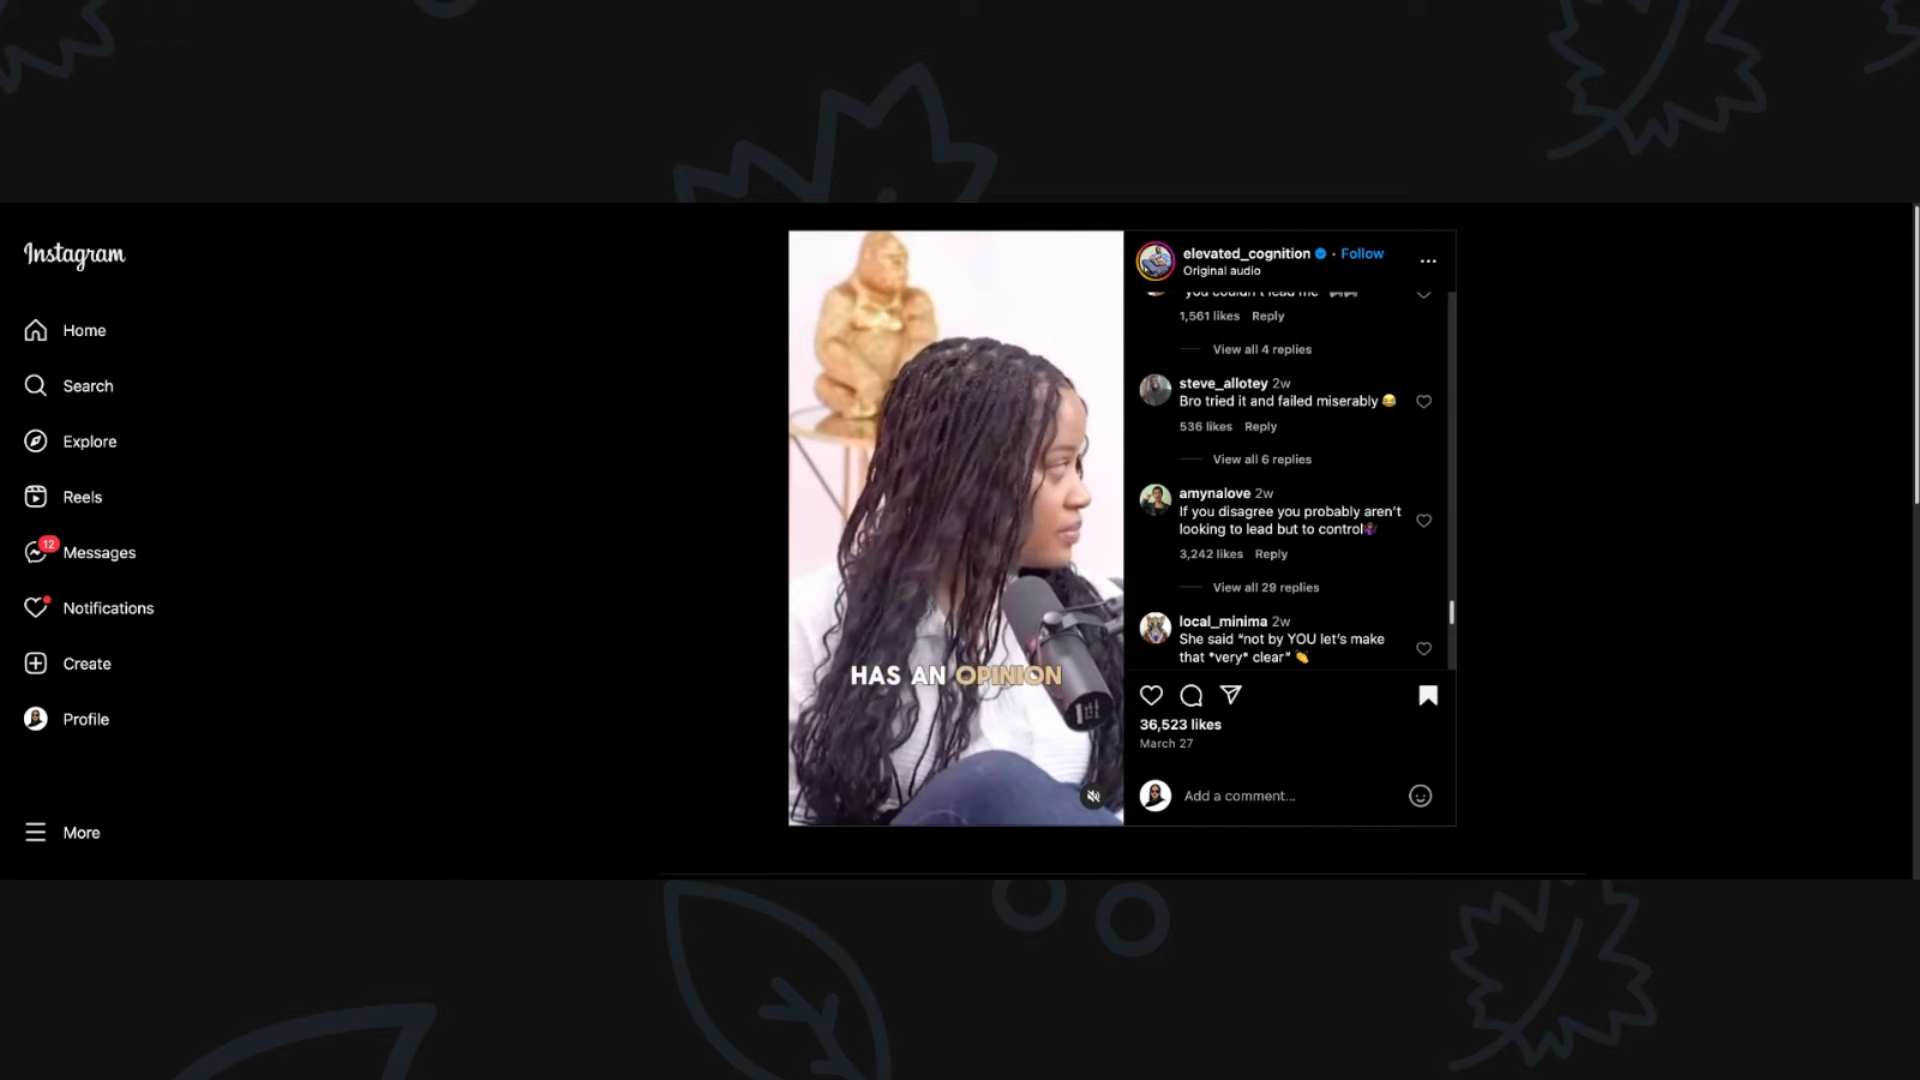 Instagram
Home
Search
Explore
Reels
12
Messages
Notifications
Create
Profile
More
HAS AN OPINION
elevated_cognition • Follow
Original audio
you couldn't lead me
1,561 likes Reply
View all 4 replies
steve_allotey 2w
Bro tried it and failed miserably 😂
536 likes Reply
View all 6 replies
amynalove 2w
If you disagree you probably aren't
looking to lead but to control
3,242 likes Reply
View all 29 replies
local_minima 2w
She said "not by YOU let's make
that *very* clear" 👏
36,523 likes
March 27
Add a comment...